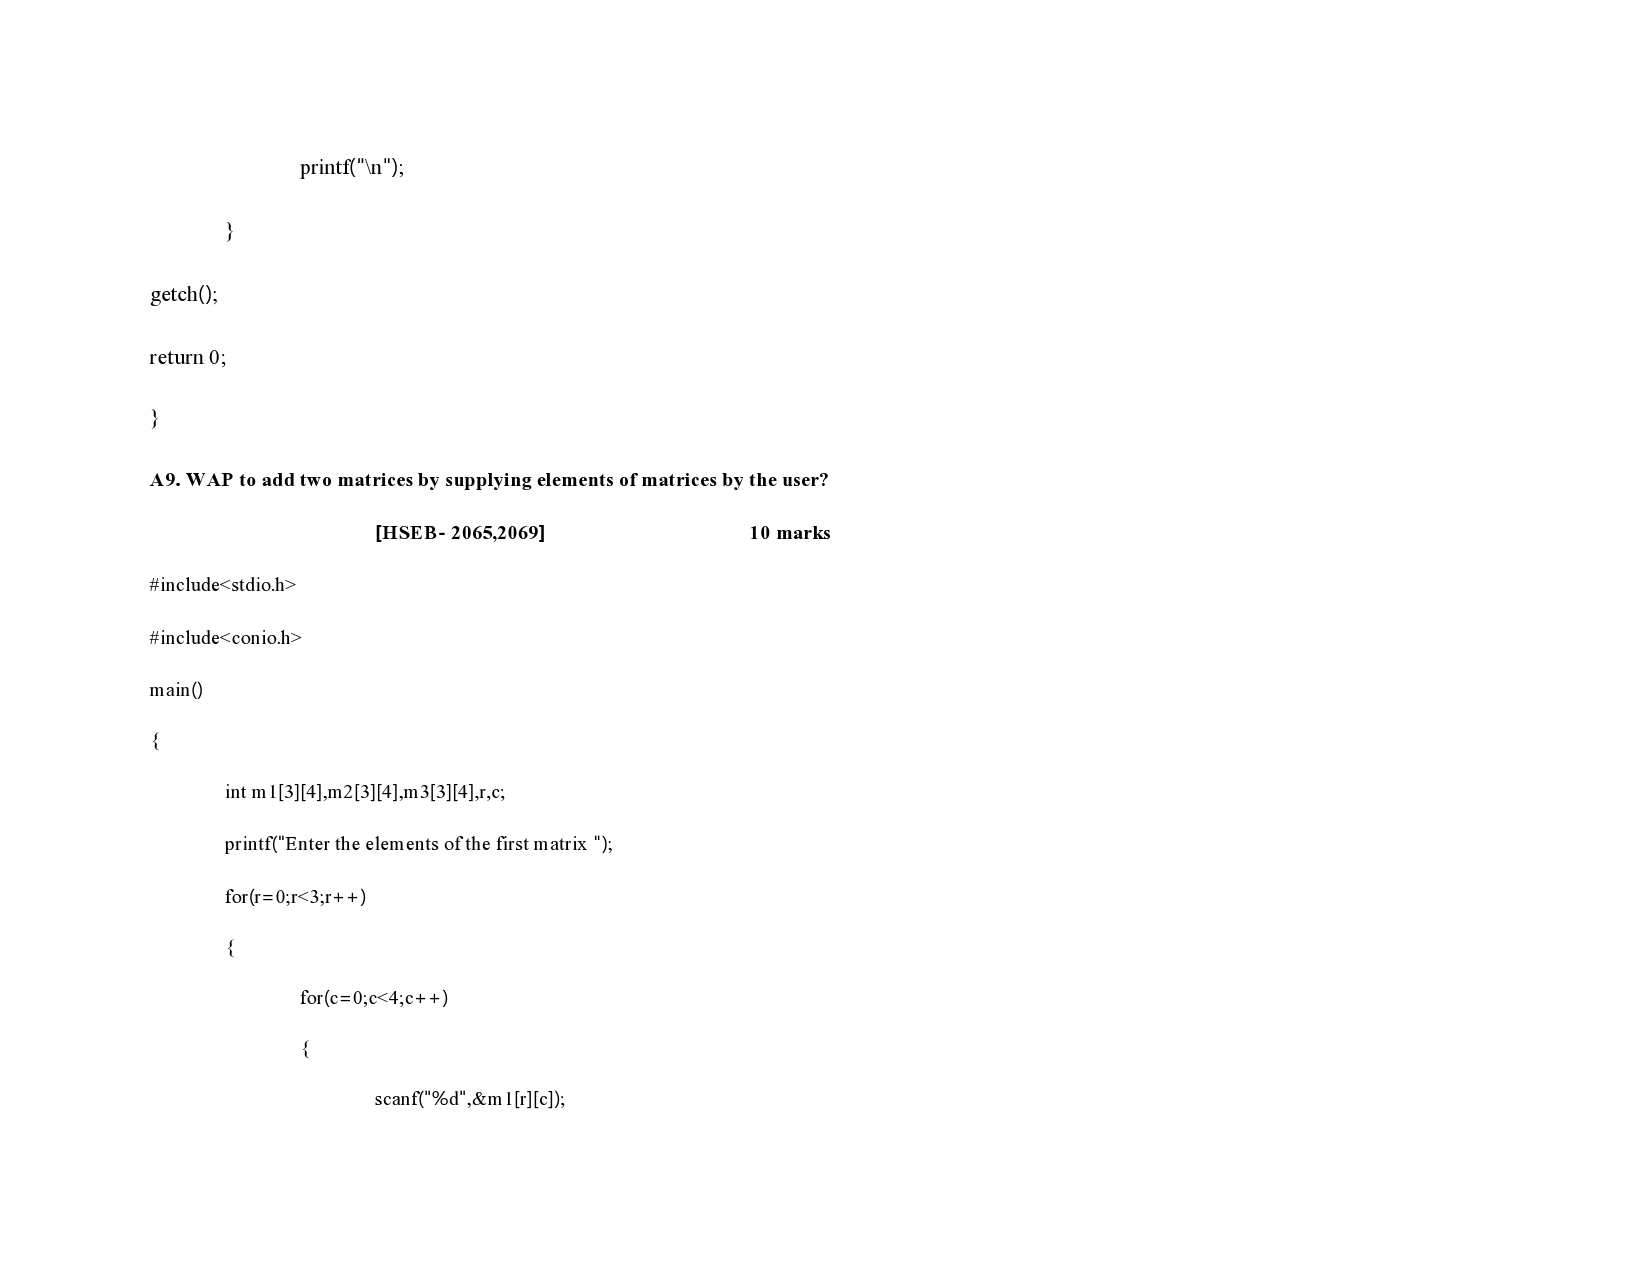 printf("\n");
}
getch();
return 0;
}
A9. WAP to add two matrices by supplying elements of matrices by the user?
[HSEB- 2065,2069] 10 marks
#include<stdio.h>
#include<conio.h>
main()
{
int m1[3][4],m2[3][4],m3[3][4],r,c;
printf("Enter the elements of the first matrix ");
for(r=0;r<3;r++)
{
for(c=0;c<4;c++)
{
scanf("%d",&m1[r][c]);